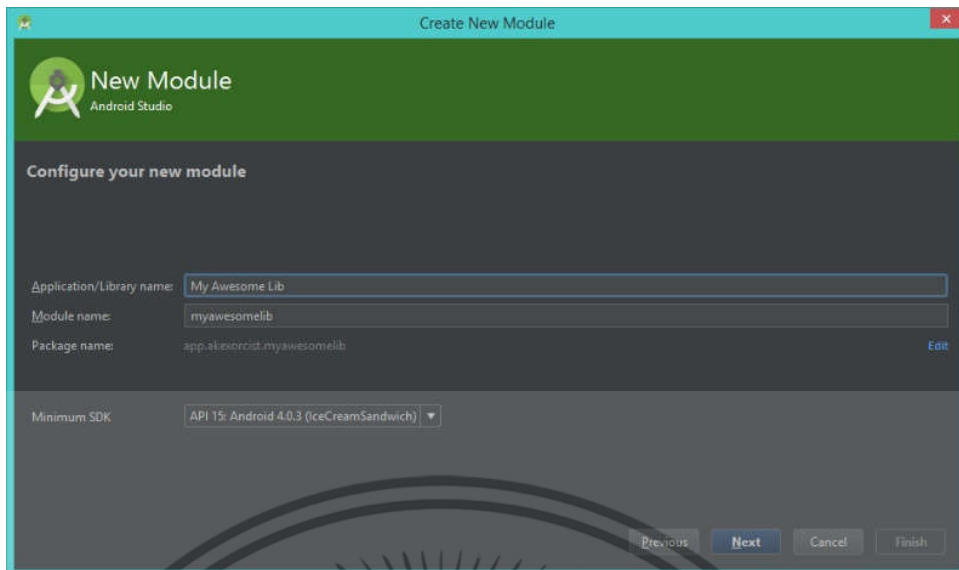 Create New Module
New Module
Android Studio
Configure your new module
Application/Library name: My Awesome Lib
Module name: myawesomelib
Package name: app.akexorcist.myawesomelib Edit
Minimum SDK API 15: Android 4.0.3 (IceCreamSandwich)
Previous Next Cancel Finish